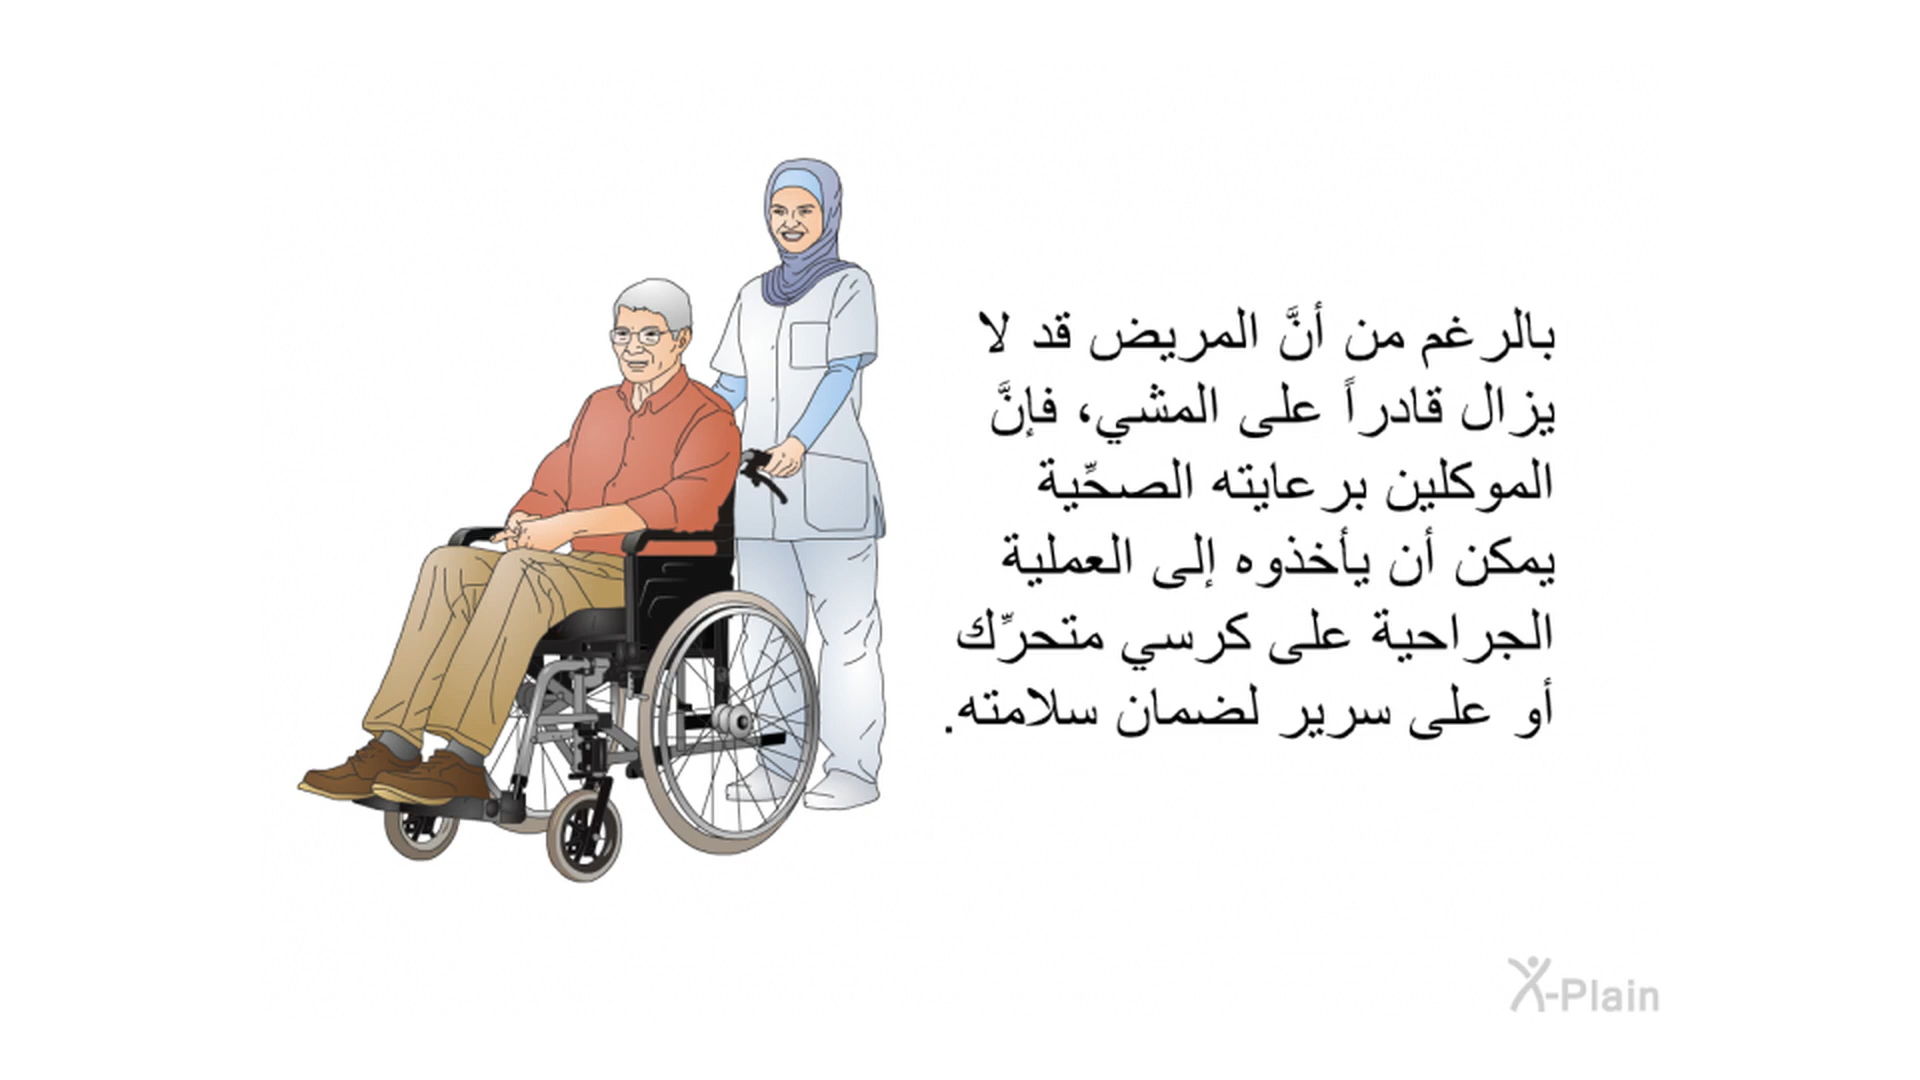 بالرغم من أنَّ المريض قد لا
يزال قادراً على المشي، فإنَّ
الموكلين برعايته الصحِّية
يمكن أن يأخذوه إلى العملية
الجراحية على كرسي متحرِّك
أو على سرير لضمان سلامته.
X-Plain